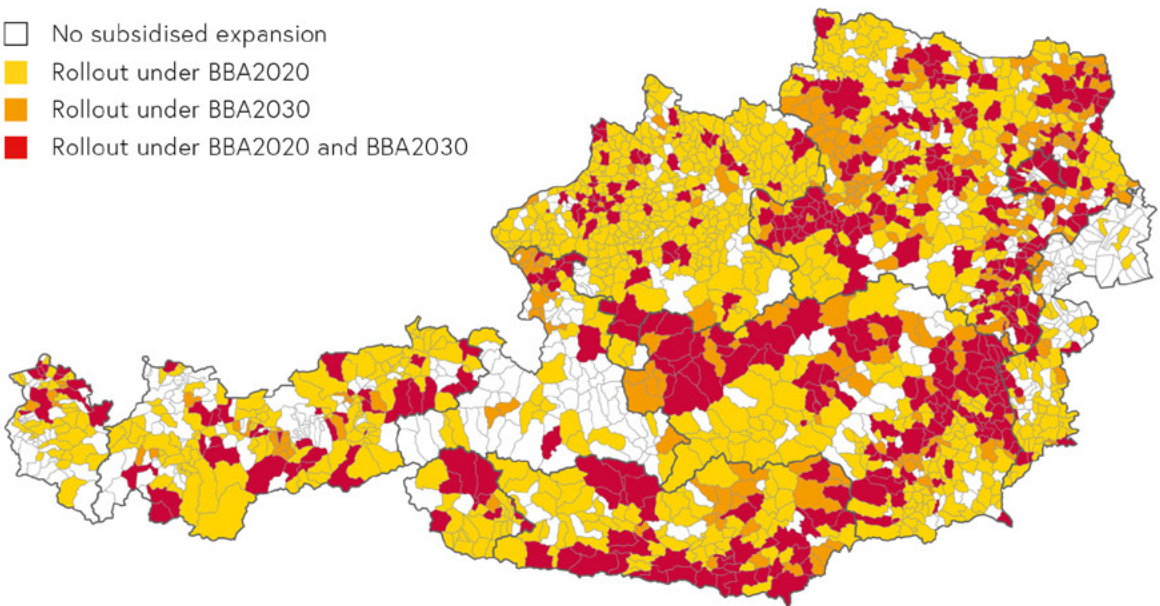 No subsidised expansion
Rollout under BBA2020
Rollout under BBA2030
Rollout under BBA2020 and BBA2030